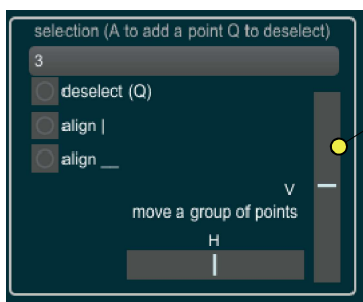 selection (A to add a point Q to deselect)
3
deselect (Q)
align |
align __
V
move a group of points
H